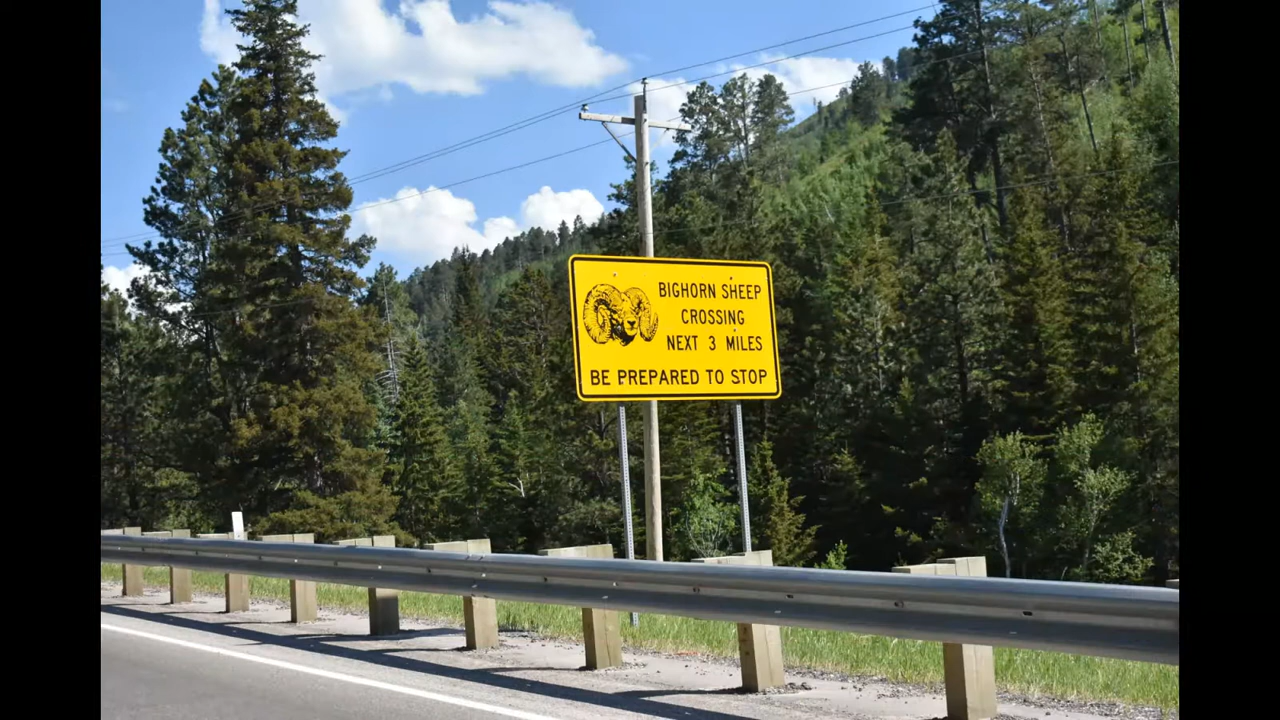 BIGHORN SHEEP
CROSSING
NEXT 3 MILES
BE PREPARED TO STOP